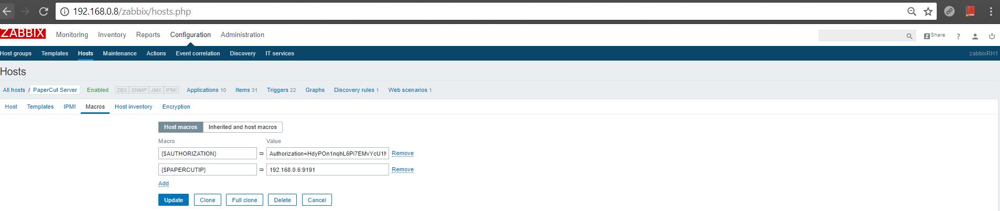 192.168.0.8/zabbix/hosts.php
ZABBIX Monitoring Inventory Reports Configuration Administration Z Share ?
Host groups Templates Hosts Maintenance Actions Event correlation Discovery IT services zabbixRH1
Hosts
All hosts / PaperCut Server Enabled ZBX SNMP JMX IPMI Applications 10 Items 31 Triggers 22 Graphs Discovery rules 1 Web scenarios 1
Host Templates IPMI Macros Host inventory Encryption
Host macros Inherited and host macros
Macro Value
{$AUTHORIZATION} ⇒ Authorization=HdyPOn1nqhL6Pi7EMvYcU1N Remove
{$PAPERCUTIP} ⇒ 192.168.0.6:9191 Remove
Add
Update Clone Full clone Delete Cancel